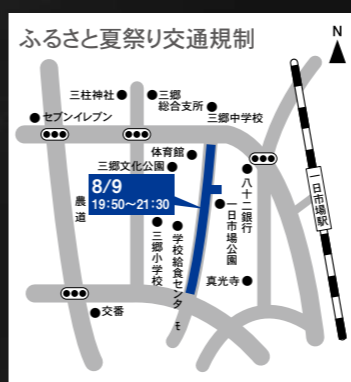 ふるさと夏祭り交通規制
N
三柱神社
三郷
総合支所
三郷中学校
セブンイレブン
体育館
三郷文化公園
8/9
19:50～21:30
農道
三郷小学校
学校給食センター
八十二銀行
一日市場公園
一日市場駅
真光寺
交番